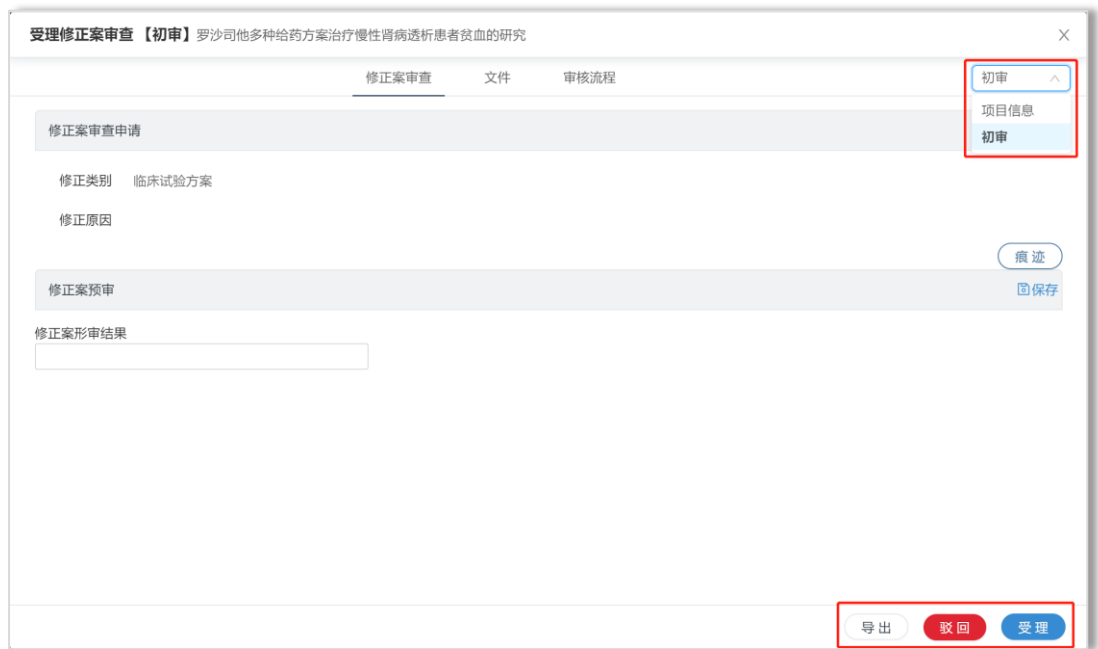 受理修正案审查 【初审】罗沙司他多种给药方案治疗慢性肾病透析患者贫血的研究
修正案审查 文件 审核流程 初审
项目信息
初审
修正案审查申请
修正类别 临床试验方案
修正原因
痕迹
修正案预审 保存
修正案形审结果
导出 驳回 受理